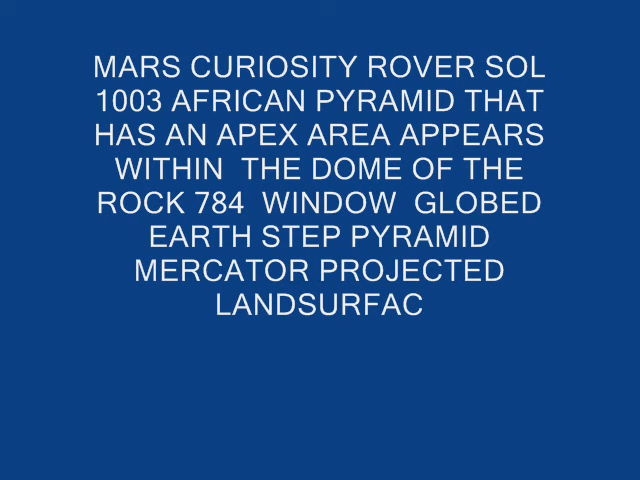 MARS CURIOSITY ROVER SOL
1003 AFRICAN PYRAMID THAT
HAS AN APEX AREA APPEARS
WITHIN  THE DOME OF THE
ROCK 784  WINDOW  GLOBED
EARTH STEP PYRAMID
MERCATOR PROJECTED
LANDSURFAC